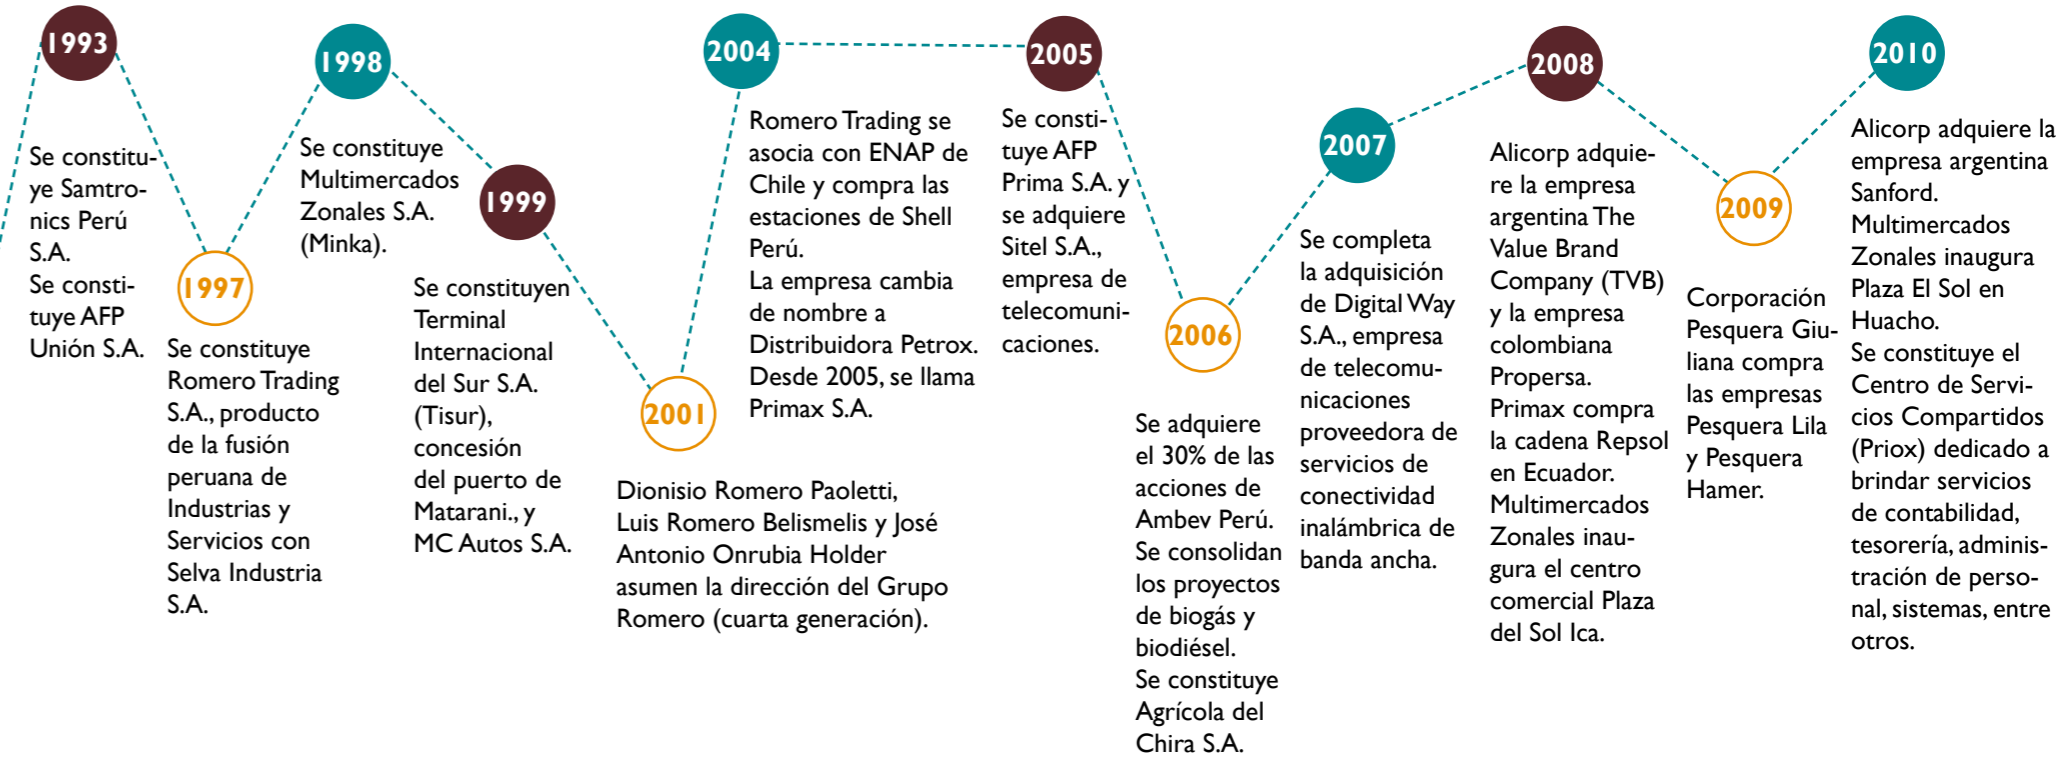 1993
Se constitu-
ye Samtro-
nics Perú
S.A.
Se consti-
tuye AFP
Unión S.A.
1997
Se constituye
Romero Trading
S.A., producto
de la fusión
peruana de
Industrias y
Servicios con
Selva Industria
S.A.
1998
Se constituye
Multimercados
Zonales S.A.
(Minka).
1999
Se constituyen
Terminal
Internacional
del Sur S.A.
(Tisur),
concesión
del puerto de
Matarani., y
MC Autos S.A.
2001
Dionisio Romero Paoletti,
Luis Romero Belismelis y José
Antonio Onrubia Holder
asumen la dirección del Grupo
Romero (cuarta generación).
2004
Romero Trading se
asocia con ENAP de
Chile y compra las
estaciones de Shell
Perú.
La empresa cambia
de nombre a
Distribuidora Petrox.
Desde 2005, se llama
Primax S.A.
2005
Se consti-
tuye AFP
Prima S.A. y
se adquiere
Sitel S.A.,
empresa de
telecomuni-
caciones.
2006
Se adquiere
el 30% de las
acciones de
Ambev Perú.
Se consolidan
los proyectos
de biogás y
biodiésel.
Se constituye
Agrícola del
Chira S.A.
2007
Se completa
la adquisición
de Digital Way
S.A., empresa
de telecomu-
nicaciones
proveedora de
servicios de
conectividad
inalámbrica de
banda ancha.
2008
Alicorp adquie-
re la empresa
argentina The
Value Brand
Company (TVB)
y la empresa
colombiana
Propersa.
Primax compra
la cadena Repsol
en Ecuador.
Multimercados
Zonales inau-
gura el centro
comercial Plaza
del Sol Ica.
2009
Corporación
Pesquera Giu-
liana compra
las empresas
Pesquera Lila
y Pesquera
Hamer.
2010
Alicorp adquiere la
empresa argentina
Sanford.
Multimercados
Zonales inaugura
Plaza El Sol en
Huacho.
Se constituye el
Centro de Servi-
cios Compartidos
(Priox) dedicado a
brindar servicios
de contabilidad,
tesorería, adminis-
tración de perso-
nal, sistemas, entre
otros.